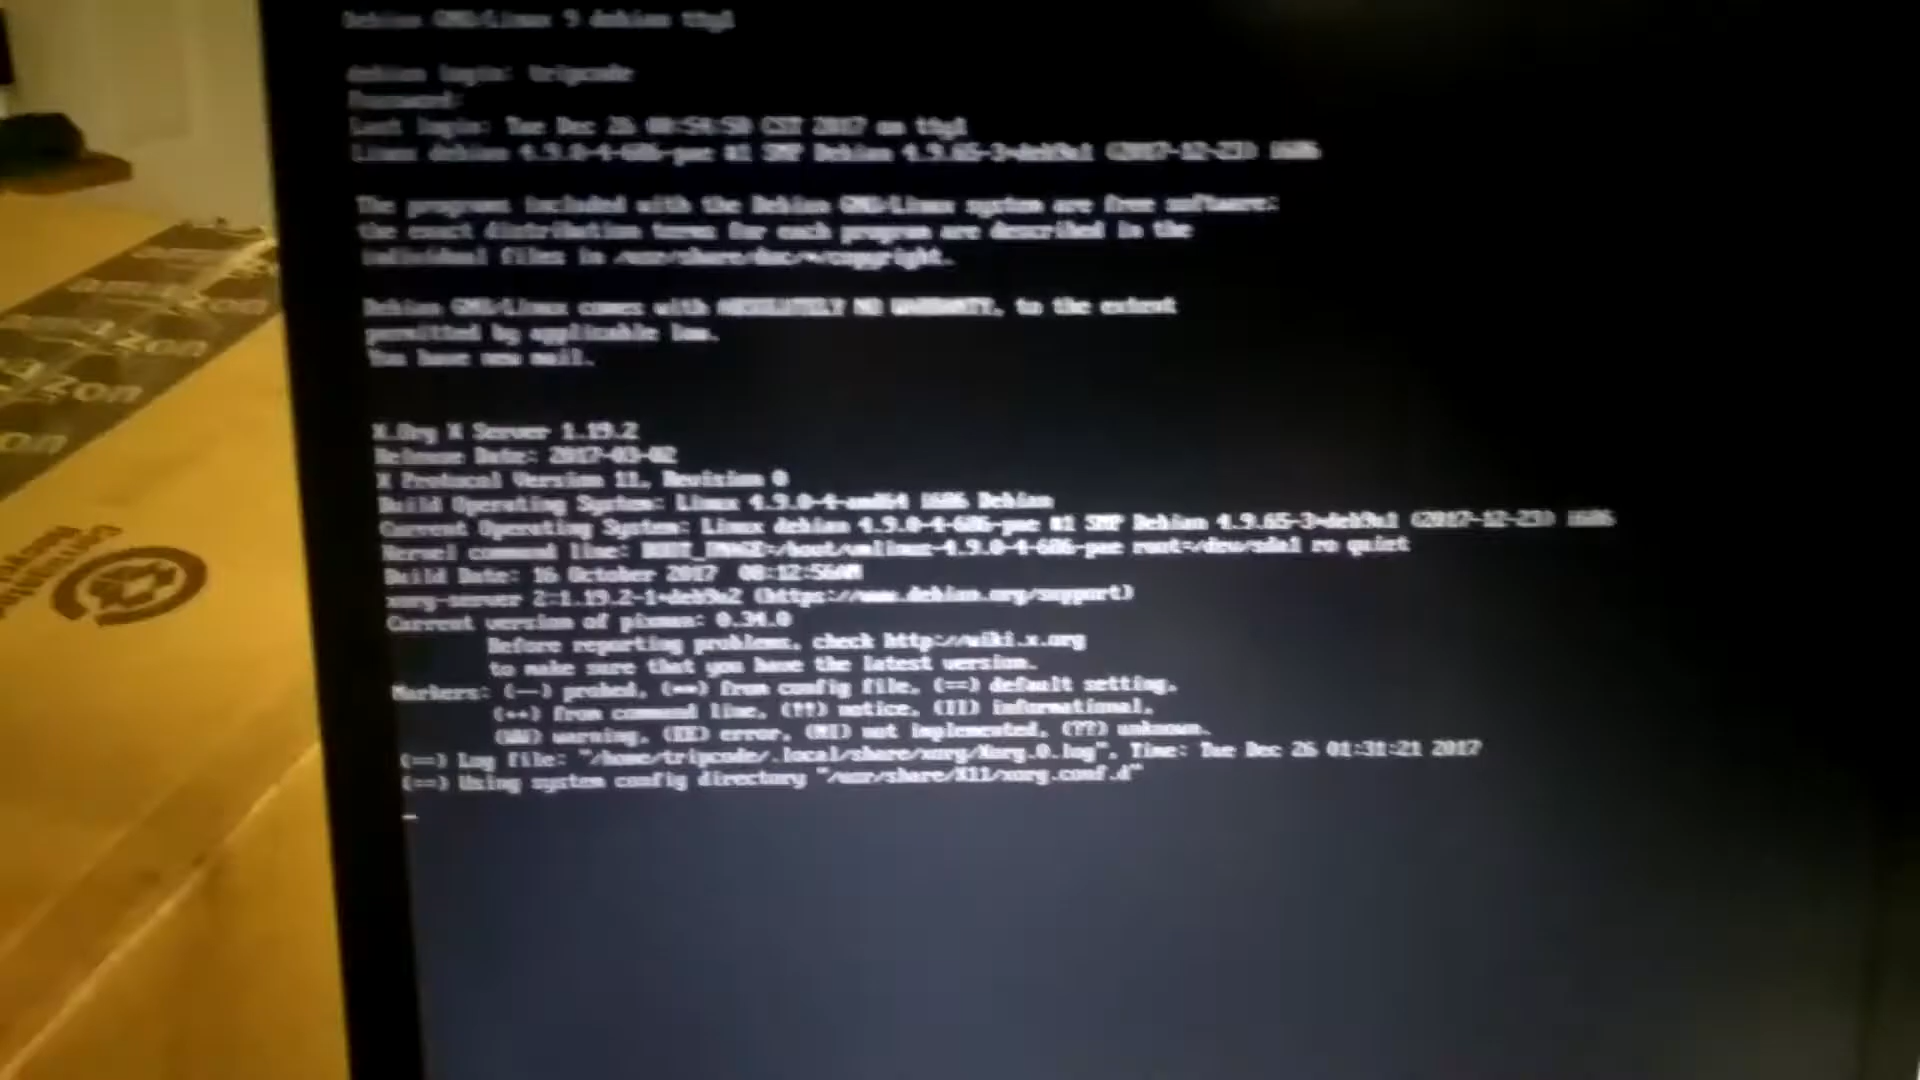 Debian GNU/Linux 9 debian tty1
debian login: tripcode
Password:
Last login: Tue Dec 26 00:54:50 CST 2017 on tty1
Linux debian 4.9.0-4-686-pae #1 SMP Debian 4.9.65-3+deb9u1 (2017-12-23) i686
The programs included with the Debian GNU/Linux system are free software;
the exact distribution terms for each program are described in the
individual files in /usr/share/doc/*/copyright.
Debian GNU/Linux comes with ABSOLUTELY NO WARRANTY, to the extent
permitted by applicable law.
You have new mail.
X.Org X Server 1.19.2
Release Date: 2017-03-02
X Protocol Version 11, Revision 0
Build Operating System: Linux 4.9.0-4-amd64 i686 Debian
Current Operating System: Linux debian 4.9.0-4-686-pae #1 SMP Debian 4.9.65-3+deb9u1 (2017-12-23) i686
Kernel command line: BOOT_IMAGE=/boot/vmlinuz-4.9.0-4-686-pae root=/dev/sda1 ro quiet
Build Date: 16 October 2017  08:12:56AM
xorg-server 2:1.19.2-1+deb9u2 (https://www.debian.org/support)
Current version of pixman: 0.34.0
Before reporting problems, check http://wiki.x.org
to make sure that you have the latest version.
Markers: (--) probed, (**) from config file, (==) default setting,
(++) from command line, (!!) notice, (II) informational,
(WW) warning, (EE) error, (NI) not implemented, (??) unknown.
(==) Log file: "/home/tripcode/.local/share/xorg/Xorg.0.log", Time: Tue Dec 26 01:31:21 2017
(==) Using system config directory "/usr/share/X11/xorg.conf.d"
amazon
amazon
amazon